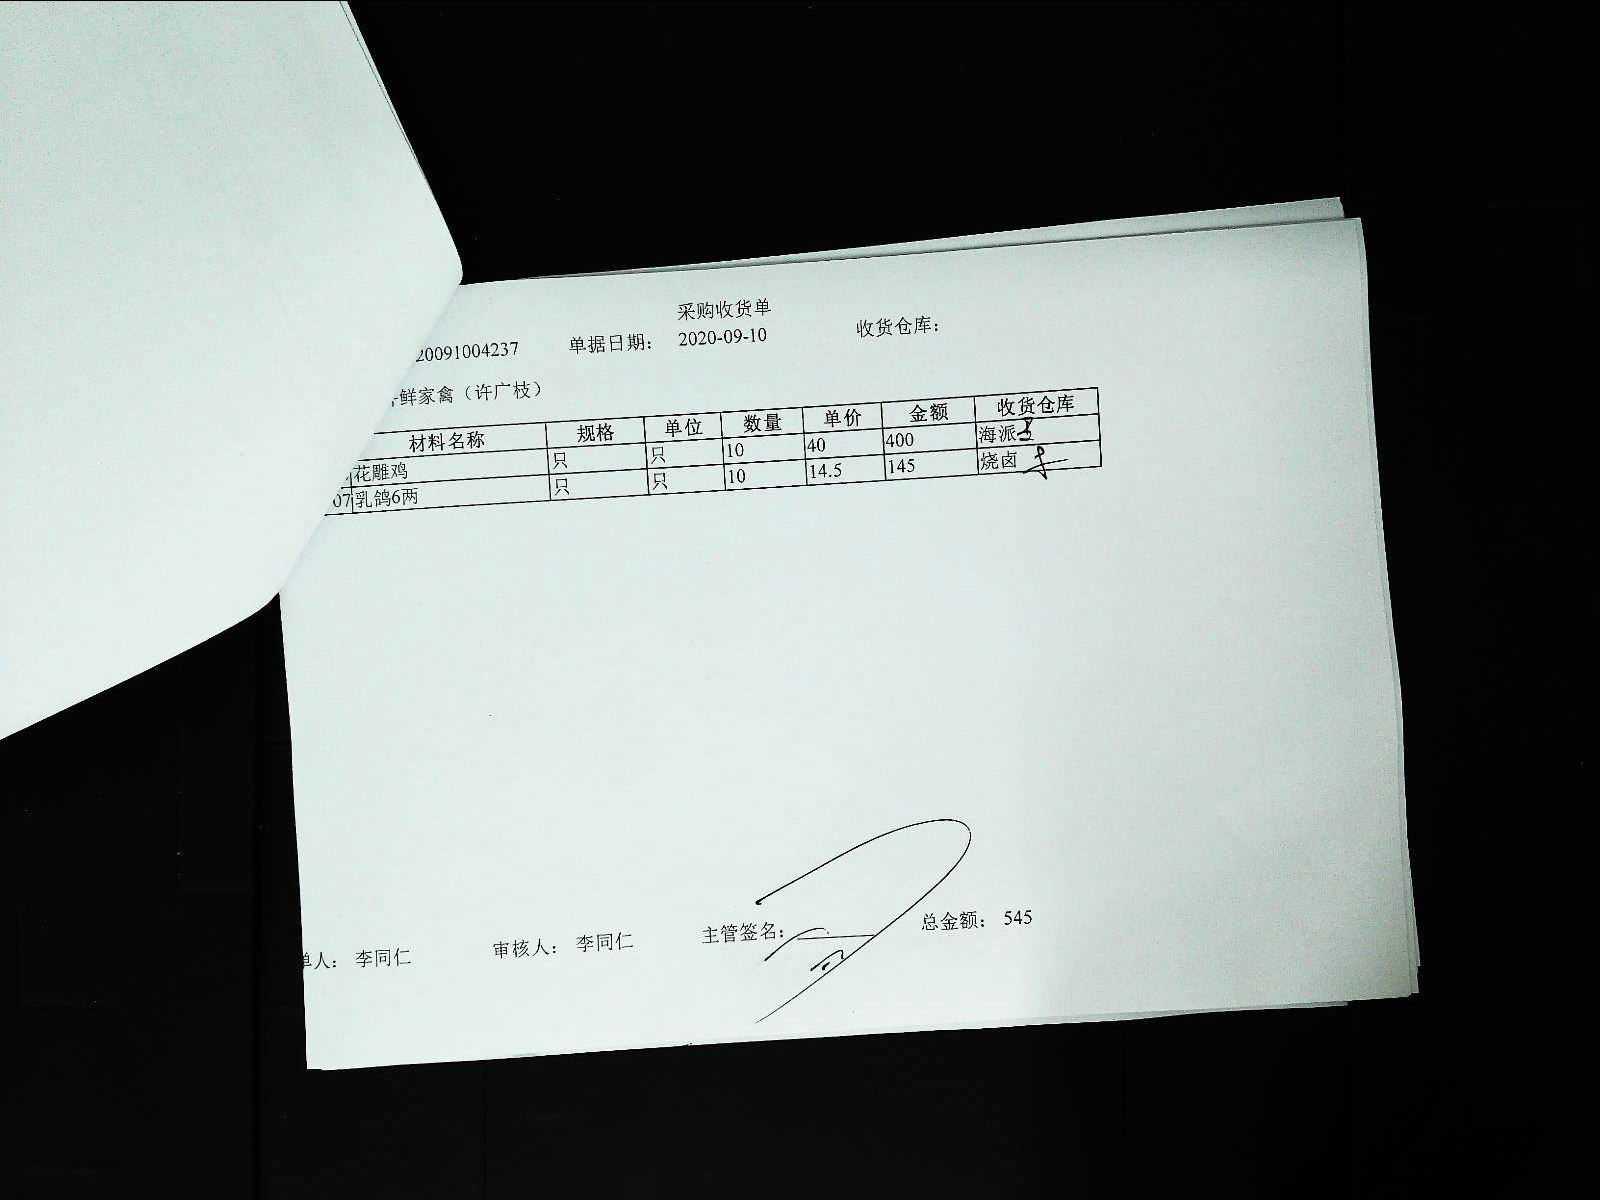 采购收货单
20091004237 单据日期： 2020-09-10 收货仓库：
鲜家禽（许广枝）
材料名称 规格 单位 数量 单价 金额 收货仓库
花雕鸡 只 只 10 40 400 海派
07 乳鸽6两 只 只 10 14.5 145 烧卤
单人： 李同仁 审核人： 李同仁 主管签名： 总金额： 545